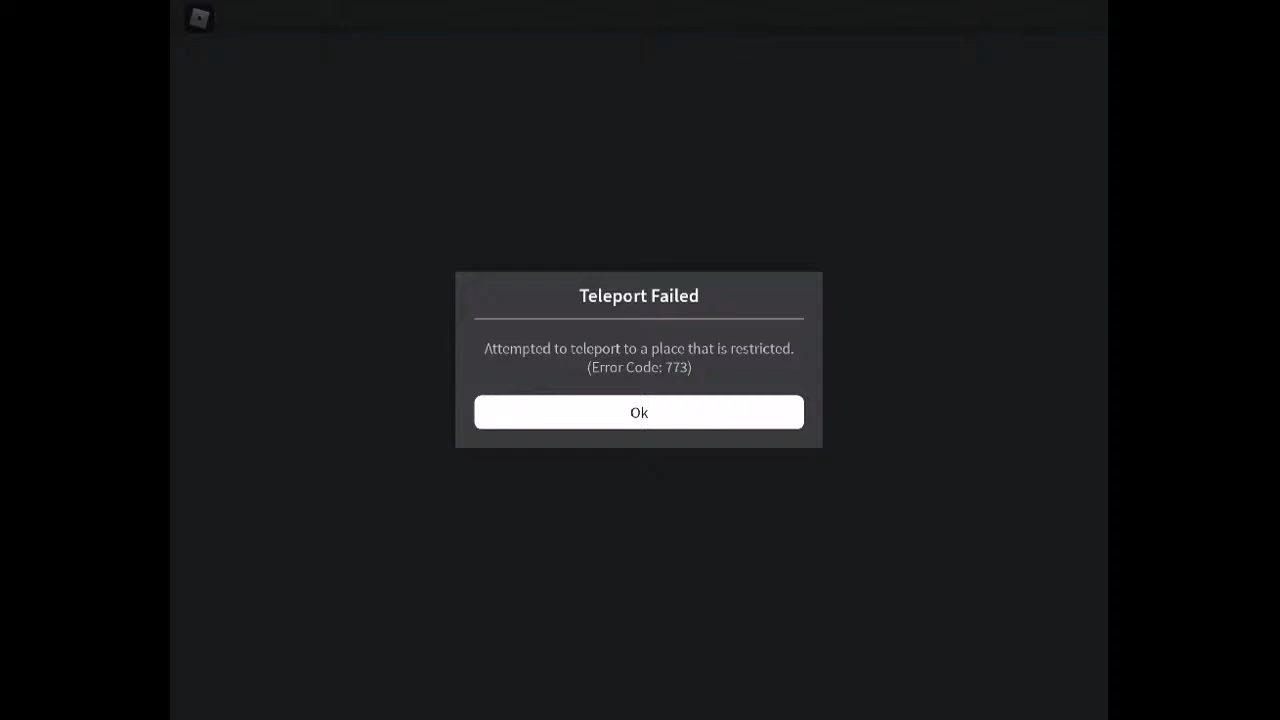 Teleport Failed
Attempted to teleport to a place that is restricted.
(Error Code: 773)
Ok